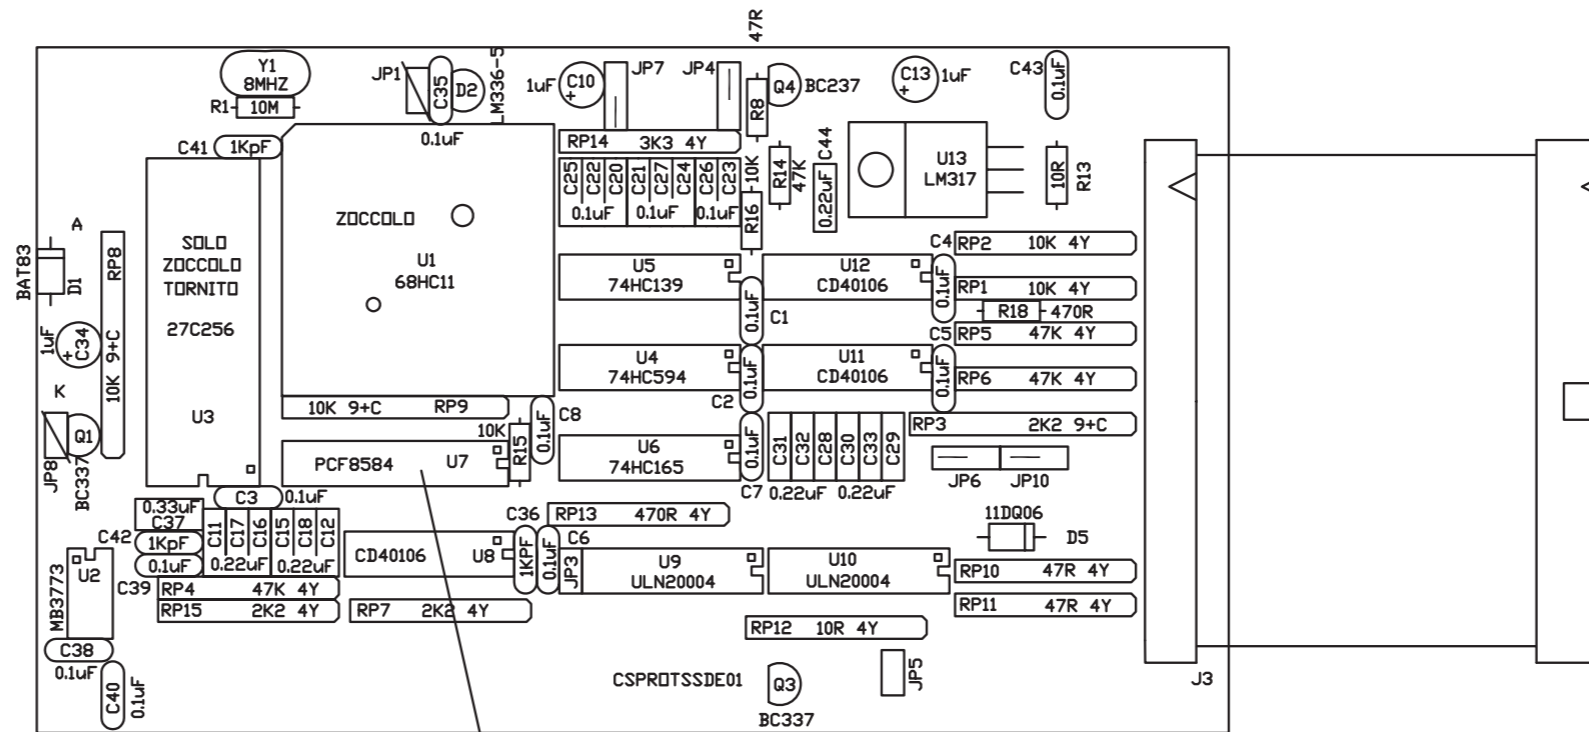 47R
Y1
8MHZ
R1
10M
JP1
C35
D2
LM336-5
0.1uF
1uF
C10
+
JP7
JP4
R8
Q4
BC237
C13
+
1uF
C43
0.1uF
C41
1KpF
RP14 3K3 4Y
C25
C22
C20
C21
C27
C24
C26
C23
0.1uF
0.1uF
0.1uF
10K
R16
R14
47K
C44
0.22uF
U13
LM317
10R
R13
ZOCCOLO
U1
68HC11
SOLO
ZOCCOLO
TORNITO
27C256
U3
A
BAT83
D1
RP8
10K 9+C
1uF
+
C34
K
JP8
Q1
BC337
U5
74HC139
U12
CD40106
C4
0.1uF
RP2 10K 4Y
RP1 10K 4Y
R18
470R
0.1uF
C1
C5
RP5 47K 4Y
U4
74HC594
0.1uF
C2
U11
CD40106
0.1uF
RP6 47K 4Y
10K 9+C RP9
0.1uF
C8
10K
R15
PCF8584 U7
U6
74HC165
0.1uF
C7
C31
C32
C28
C30
C33
C29
0.22uF
0.22uF
RP3 2K2 9+C
JP6
JP10
C3
0.1uF
0.33uF
C37
C42
1KpF
0.1uF
C39
C11
C17
C16
C15
C18
C12
0.22uF
0.22uF
CD40106 U8
C36
1KPF
0.1uF
C6
RP13 470R 4Y
JP3
U9
ULN20004
U10
ULN20004
11DQ06
D5
RP10 47R 4Y
RP11 47R 4Y
MB3773
U2
RP4 47K 4Y
RP15 2K2 4Y
RP7 2K2 4Y
RP12 10R 4Y
C38
0.1uF
C40
0.1uF
CSPROTSSDE01
Q3
BC337
JP5
J3